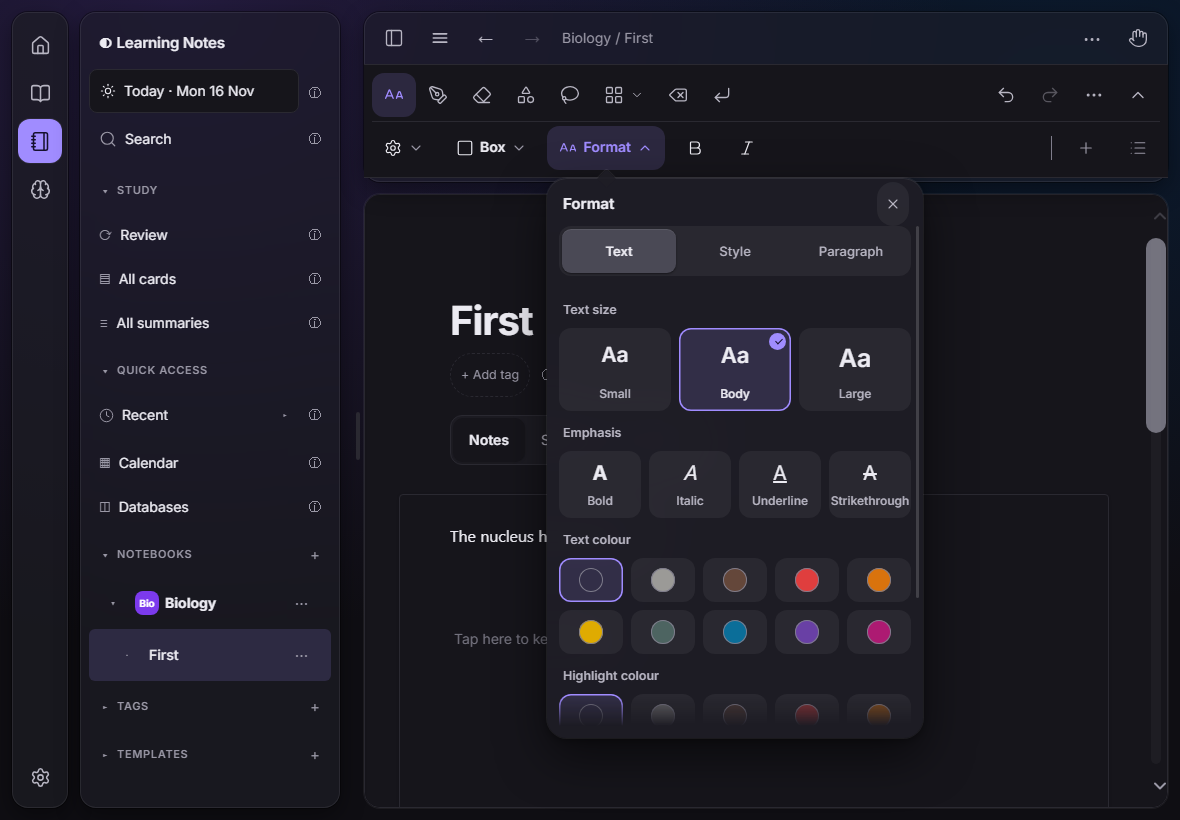 Learning Notes
Today · Mon 16 Nov
Search
STUDY
Review
All cards
All summaries
QUICK ACCESS
Recent
Calendar
Databases
NOTEBOOKS
Bio Biology
First
TAGS
TEMPLATES
Biology / First
AA
Box
AA Format
B
I
First
+ Add tag
Notes
The nucleus h
Tap here to ke
Format
Text Style Paragraph
Text size
Aa Aa Aa
Small Body Large
Emphasis
A A A A
Bold Italic Underline Strikethrough
Text colour
Highlight colour